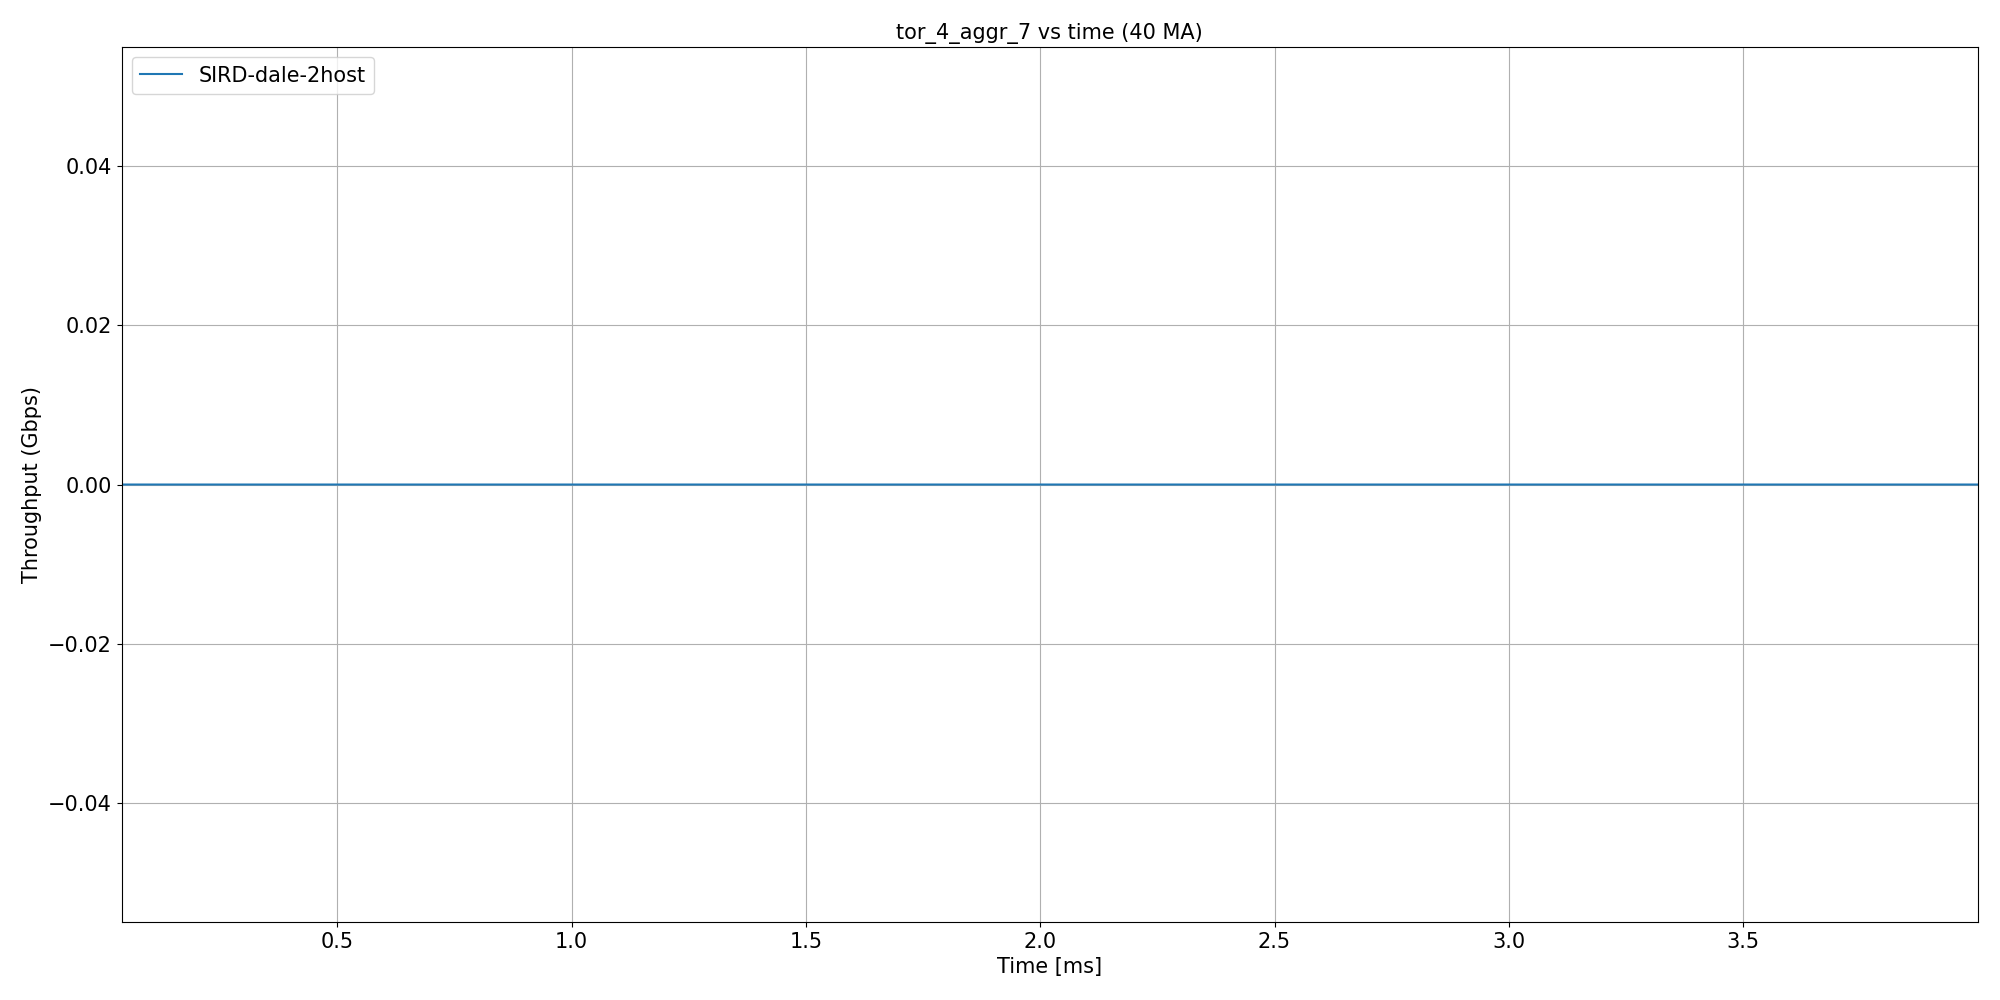 tor_4_aggr_7 vs time (40 MA)
SIRD-dale-2host
Throughput (Gbps)
0.04
0.02
0.00
−0.02
−0.04
0.5 1.0 1.5 2.0 2.5 3.0 3.5
Time [ms]